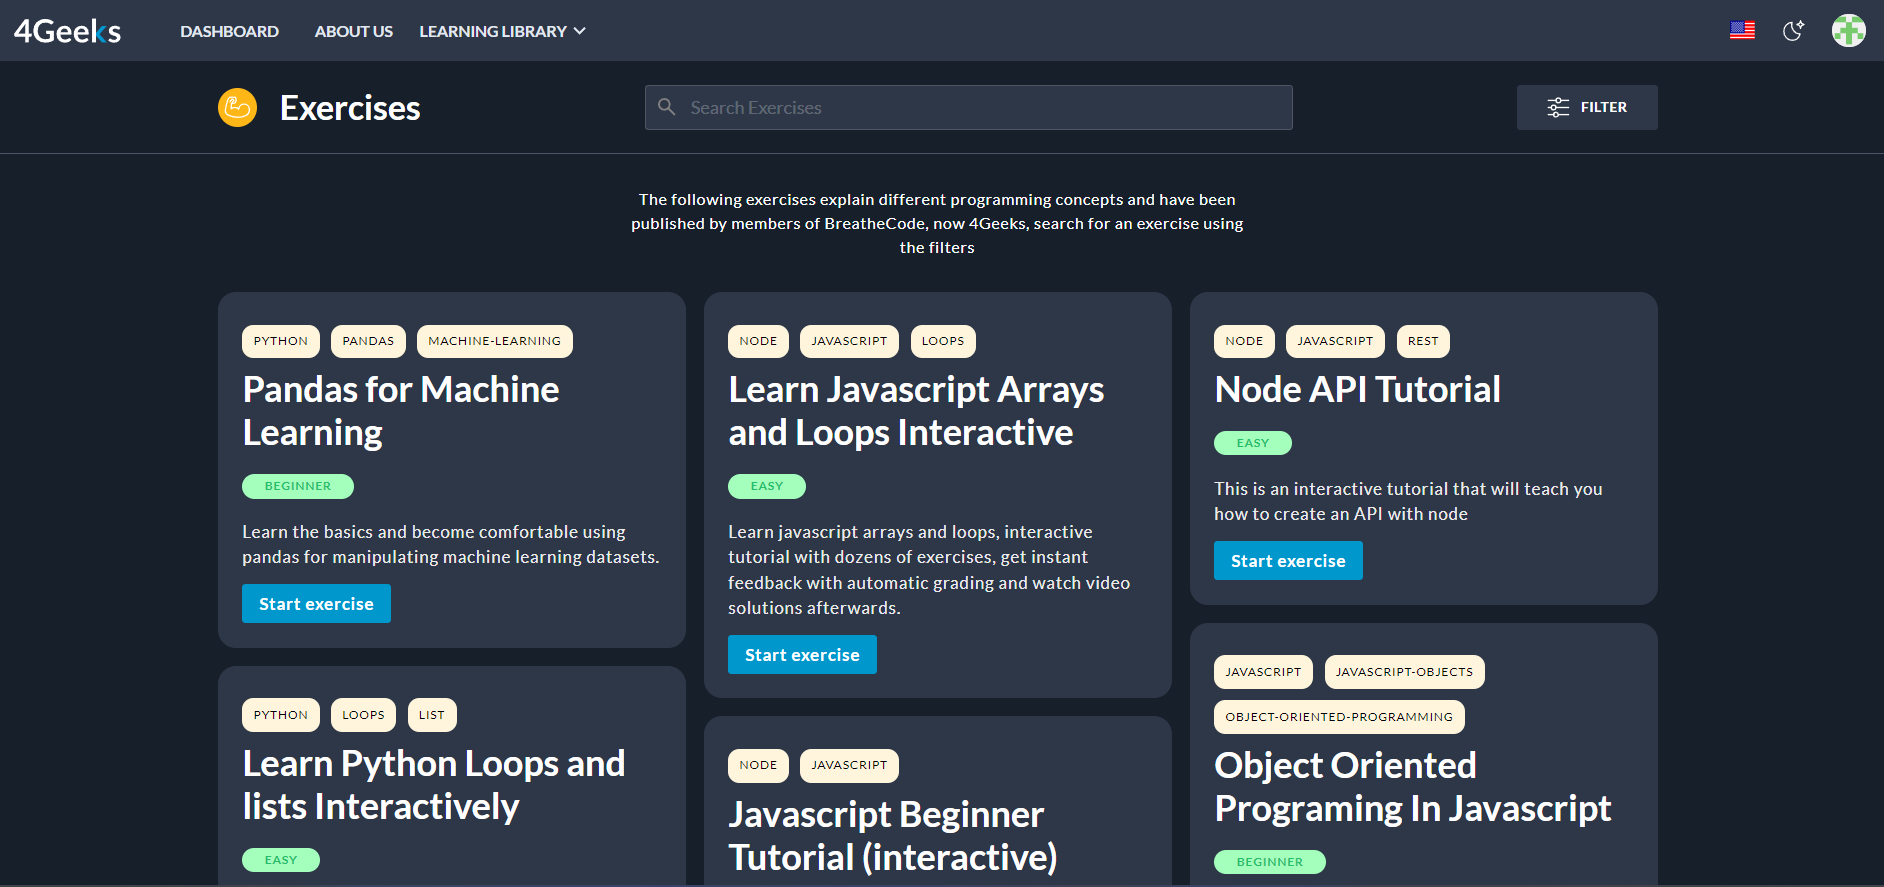 4Geeks
DASHBOARD
ABOUT US
LEARNING LIBRARY
Exercises
Search Exercises
FILTER
The following exercises explain different programming concepts and have been
published by members of BreatheCode, now 4Geeks, search for an exercise using
the filters
PYTHON PANDAS MACHINE-LEARNING
Pandas for Machine
Learning
BEGINNER
Learn the basics and become comfortable using
pandas for manipulating machine learning datasets.
Start exercise
NODE JAVASCRIPT LOOPS
Learn Javascript Arrays
and Loops Interactive
EASY
Learn javascript arrays and loops, interactive
tutorial with dozens of exercises, get instant
feedback with automatic grading and watch video
solutions afterwards.
Start exercise
NODE JAVASCRIPT REST
Node API Tutorial
EASY
This is an interactive tutorial that will teach you
how to create an API with node
Start exercise
PYTHON LOOPS LIST
Learn Python Loops and
lists Interactively
EASY
NODE JAVASCRIPT
Javascript Beginner
Tutorial (interactive)
JAVASCRIPT JAVASCRIPT-OBJECTS
OBJECT-ORIENTED-PROGRAMMING
Object Oriented
Programing In Javascript
BEGINNER